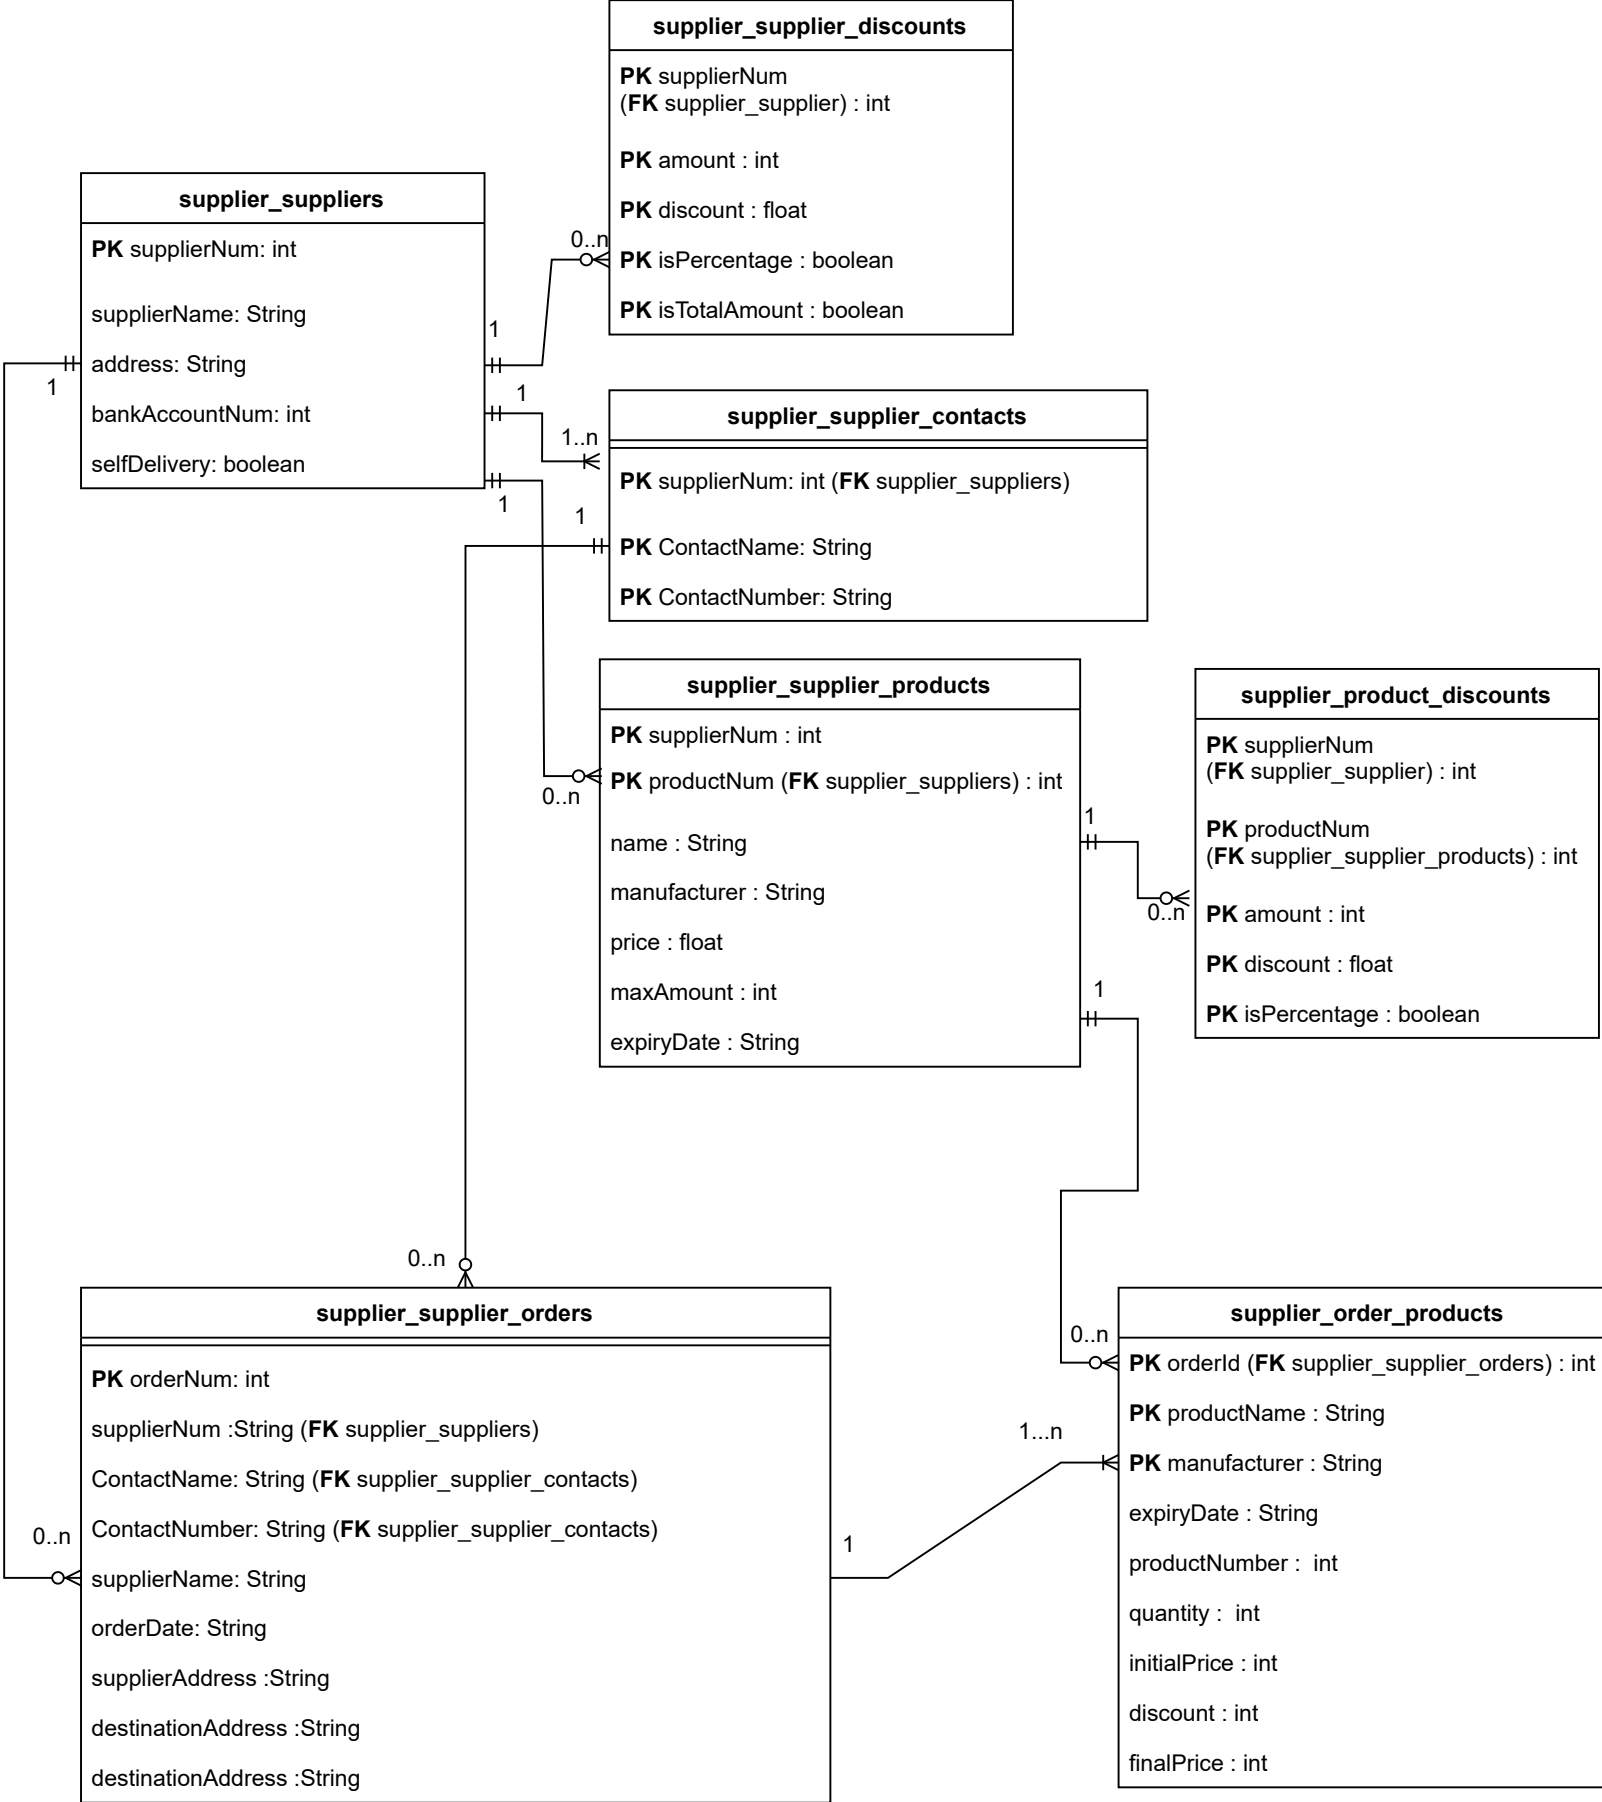 supplier_supplier_discounts
PK supplierNum
(FK supplier_supplier) : int
PK amount : int
PK discount : float
PK isPercentage : boolean
PK isTotalAmount : boolean
supplier_suppliers
PK supplierNum: int
supplierName: String
address: String
bankAccountNum: int
selfDelivery: boolean
0..n
1
1
1
1..n
1
1
supplier_supplier_contacts
PK supplierNum: int (FK supplier_suppliers)
PK ContactName: String
PK ContactNumber: String
supplier_supplier_products
PK supplierNum : int
PK productNum (FK supplier_suppliers) : int
name : String
manufacturer : String
price : float
maxAmount : int
expiryDate : String
0..n
1
0..n
1
supplier_product_discounts
PK supplierNum
(FK supplier_supplier) : int
PK productNum
(FK supplier_supplier_products) : int
PK amount : int
PK discount : float
PK isPercentage : boolean
0..n
supplier_supplier_orders
PK orderNum: int
supplierNum :String (FK supplier_suppliers)
ContactName: String (FK supplier_supplier_contacts)
ContactNumber: String (FK supplier_supplier_contacts)
supplierName: String
orderDate: String
supplierAddress :String
destinationAddress :String
destinationAddress :String
0..n
1
1...n
0..n
supplier_order_products
PK orderId (FK supplier_supplier_orders) : int
PK productName : String
PK manufacturer : String
expiryDate : String
productNumber :  int
quantity :  int
initialPrice : int
discount : int
finalPrice : int